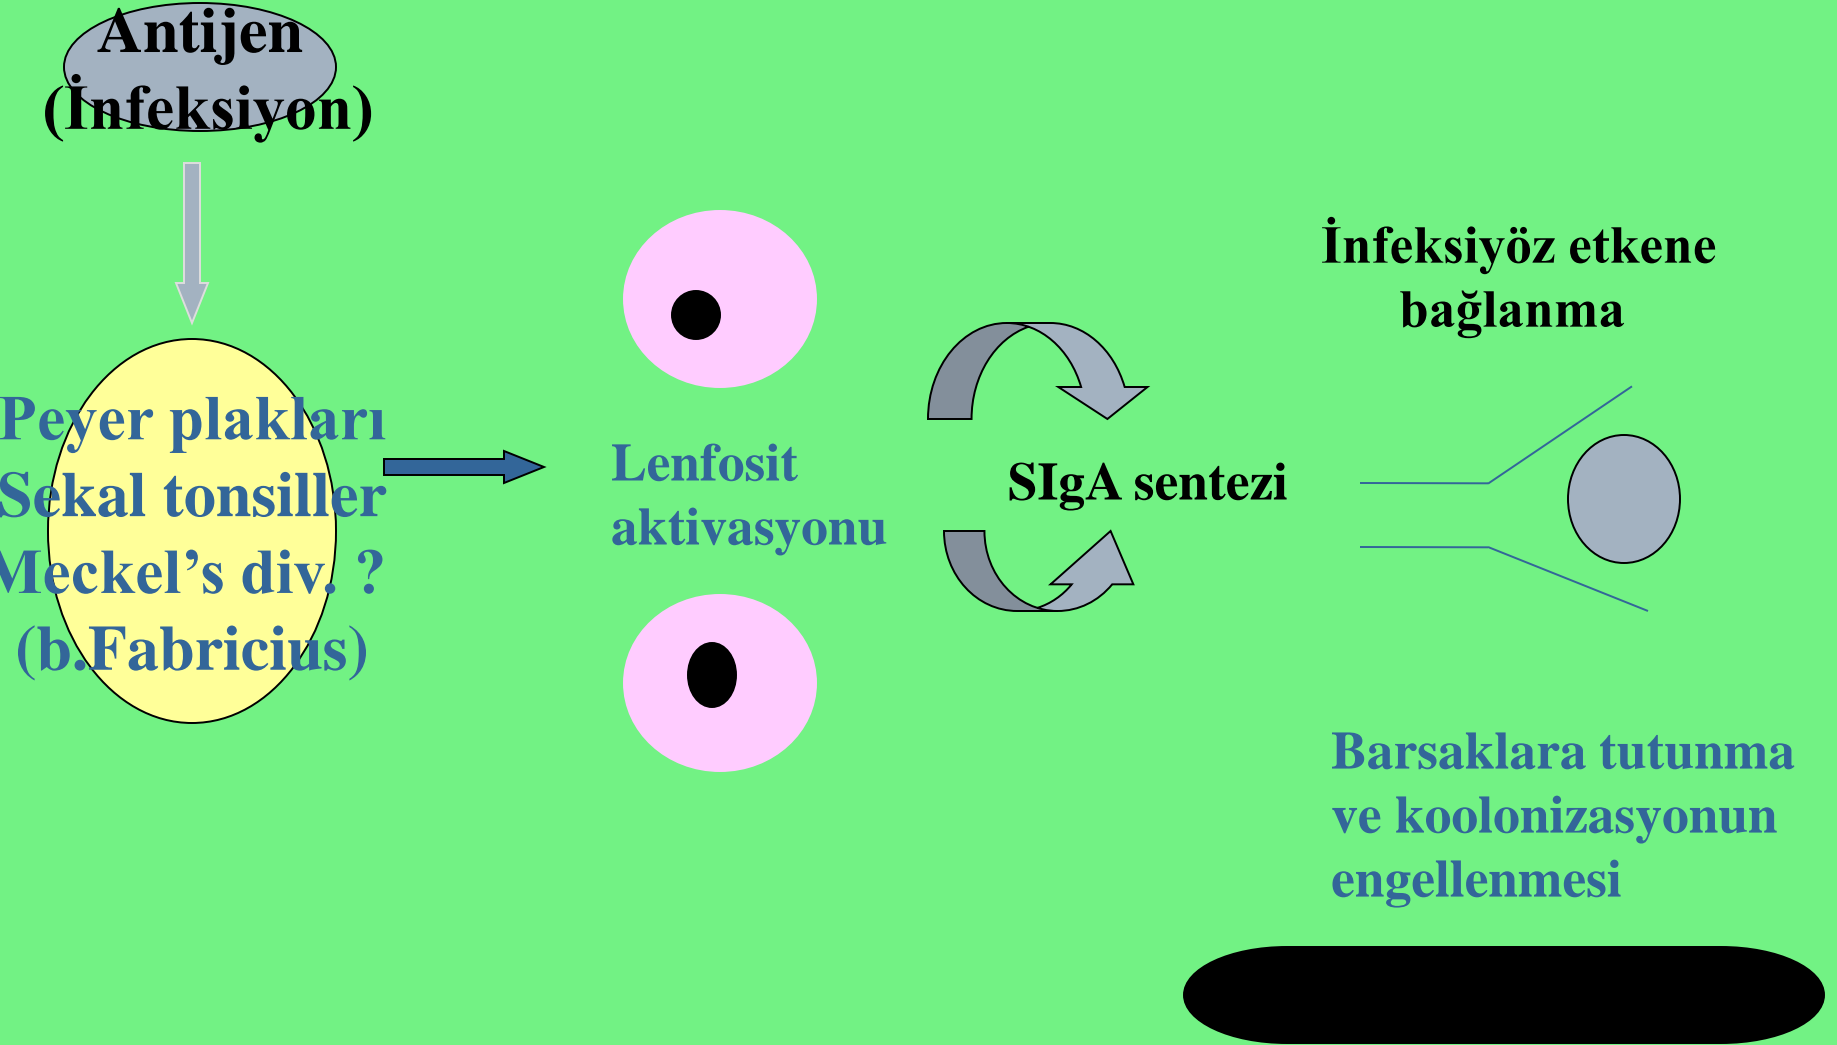 Antijen
(İnfeksiyon)
Peyer plakları
Sekal tonsiller
Meckel’s div. ?
(b.Fabricius)
Lenfosit
aktivasyonu
SIgA sentezi
İnfeksiyöz etkene
bağlanma
Barsaklara tutunma
ve koolonizasyonun
engellenmesi